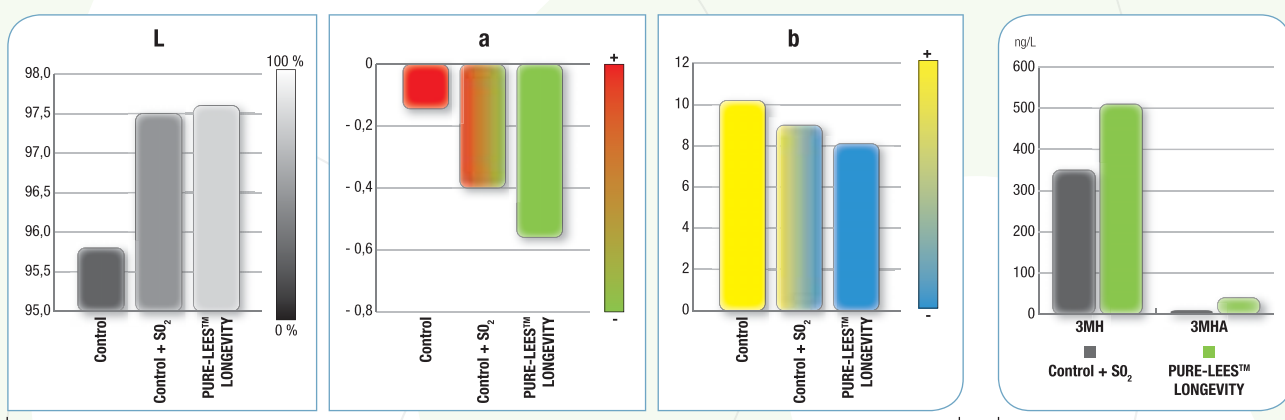 L
100 %
98,0
97,5
97,0
96,5
96,0
95,5
95,0
0 %
Control
Control + SO₂
PURE-LEES™
LONGEVITY
a
0
- 0,2
- 0,4
- 0,6
- 0,8
+
-
Control
Control + SO₂
PURE-LEES™
LONGEVITY
b
12
10
8
6
4
2
0
+
-
Control
Control + SO₂
PURE-LEES™
LONGEVITY
ng/L
600
500
400
300
200
100
0
3MH
3MHA
Control + SO₂
PURE-LEES™
LONGEVITY